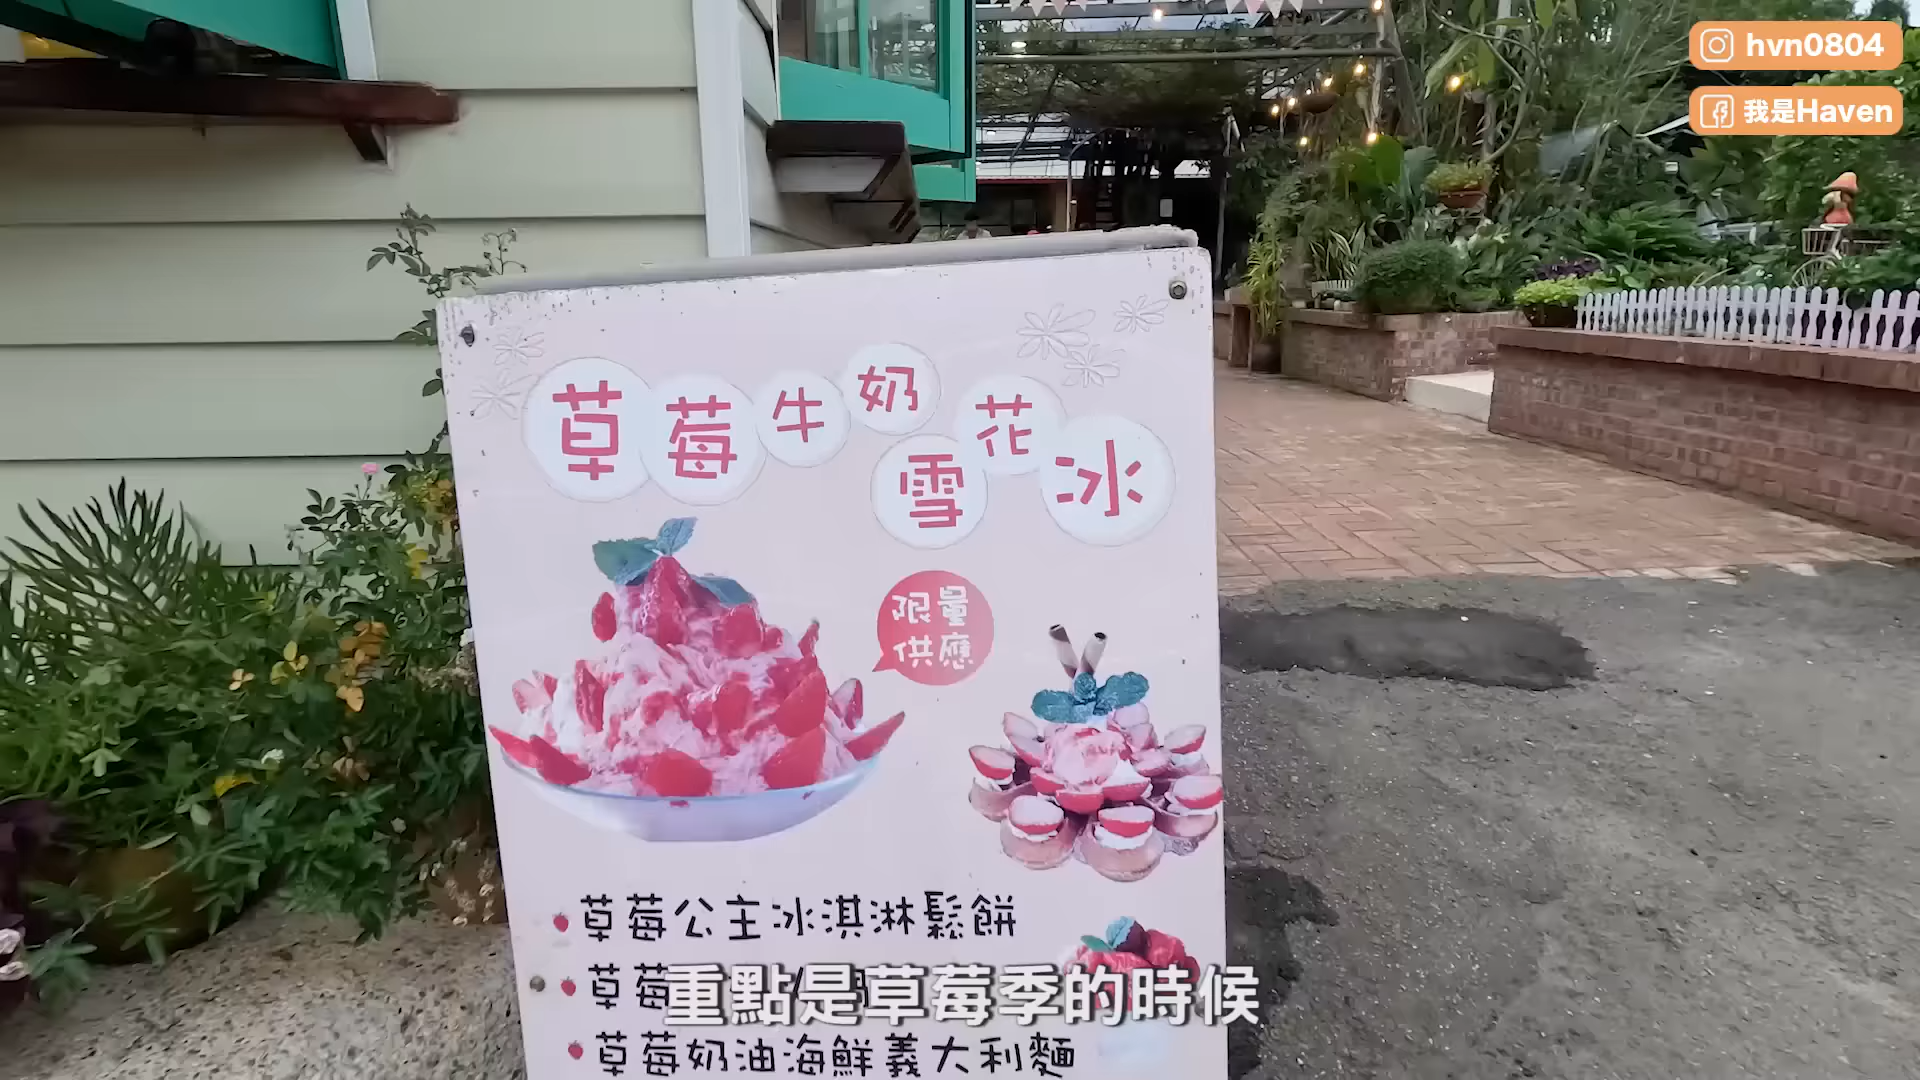 hvn0804
我是Haven
草莓牛奶
雪花冰
限量
供應
草莓公主冰淇淋鬆餅
草莓
重點是草莓季的時候
草莓奶油海鮮義大利麵